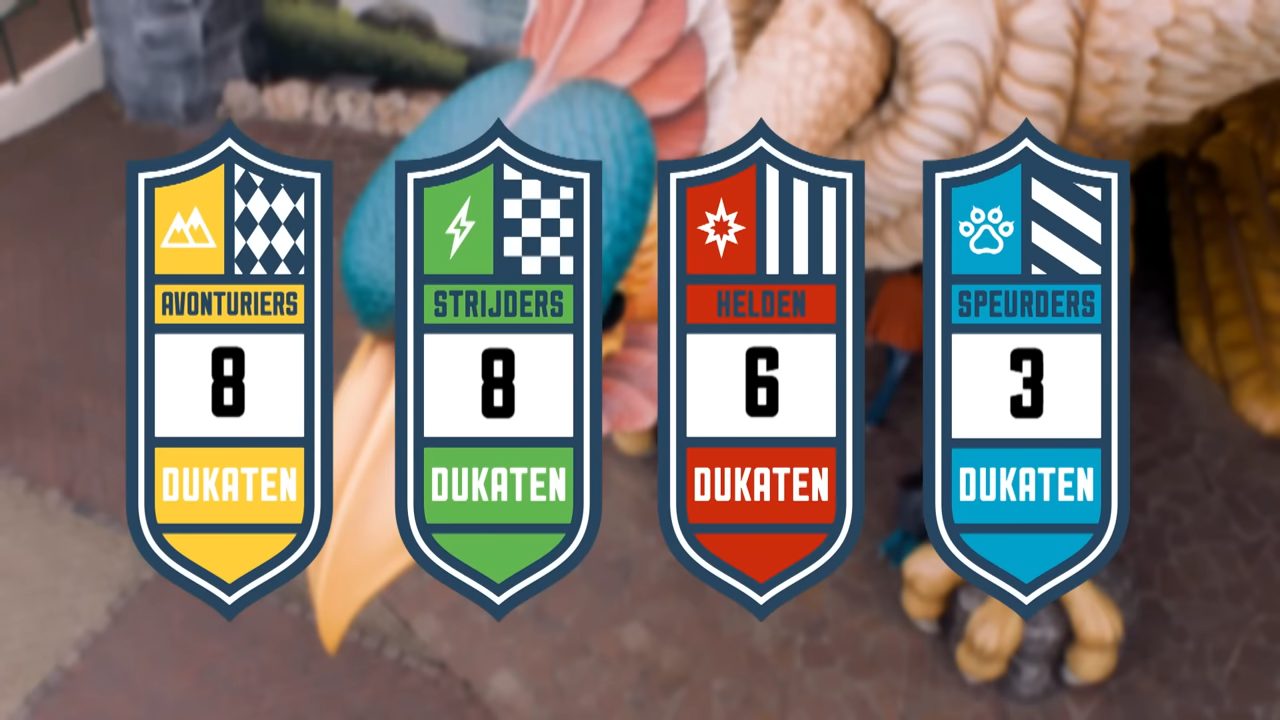 AVONTURIERS
8
DUKATEN
STRIJDERS
8
DUKATEN
HELDEN
6
DUKATEN
SPEURDERS
3
DUKATEN